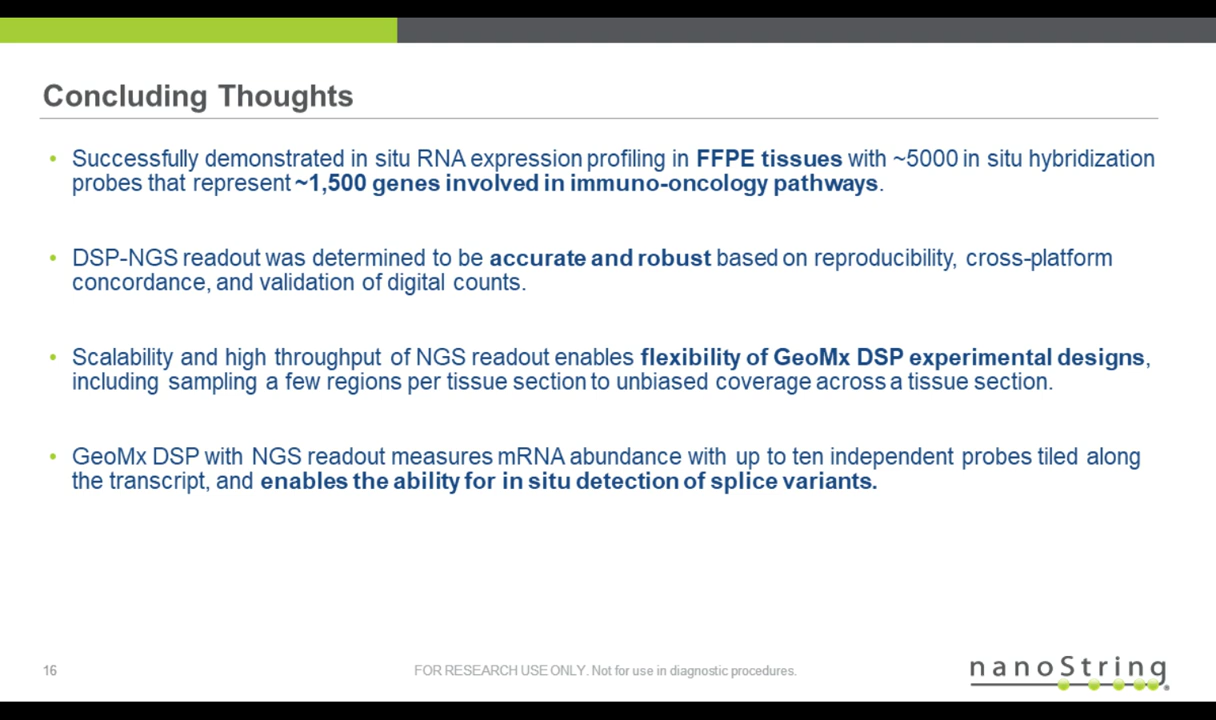 Concluding Thoughts
• Successfully demonstrated in situ RNA expression profiling in FFPE tissues with ~5000 in situ hybridization
probes that represent ~1,500 genes involved in immuno-oncology pathways.
• DSP-NGS readout was determined to be accurate and robust based on reproducibility, cross-platform
concordance, and validation of digital counts.
• Scalability and high throughput of NGS readout enables flexibility of GeoMx DSP experimental designs,
including sampling a few regions per tissue section to unbiased coverage across a tissue section.
• GeoMx DSP with NGS readout measures mRNA abundance with up to ten independent probes tiled along
the transcript, and enables the ability for in situ detection of splice variants.
16
FOR RESEARCH USE ONLY. Not for use in diagnostic procedures.
nanoString®